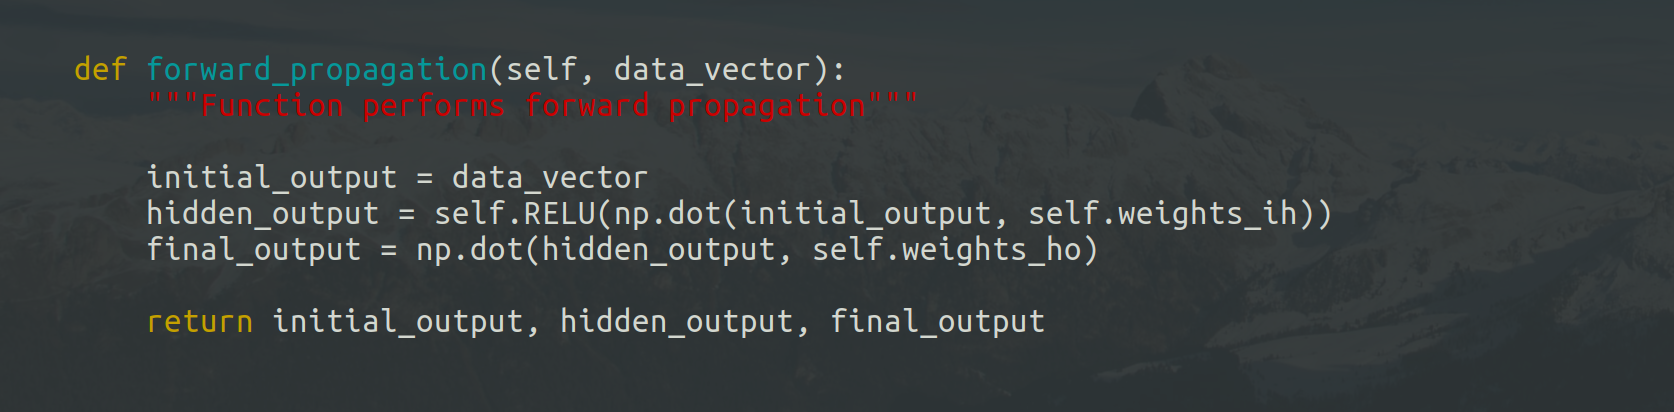 def forward_propagation(self, data_vector):
    """Function performs forward propagation"""
    initial_output = data_vector
    hidden_output = self.RELU(np.dot(initial_output, self.weights_ih))
    final_output = np.dot(hidden_output, self.weights_ho)
    return initial_output, hidden_output, final_output